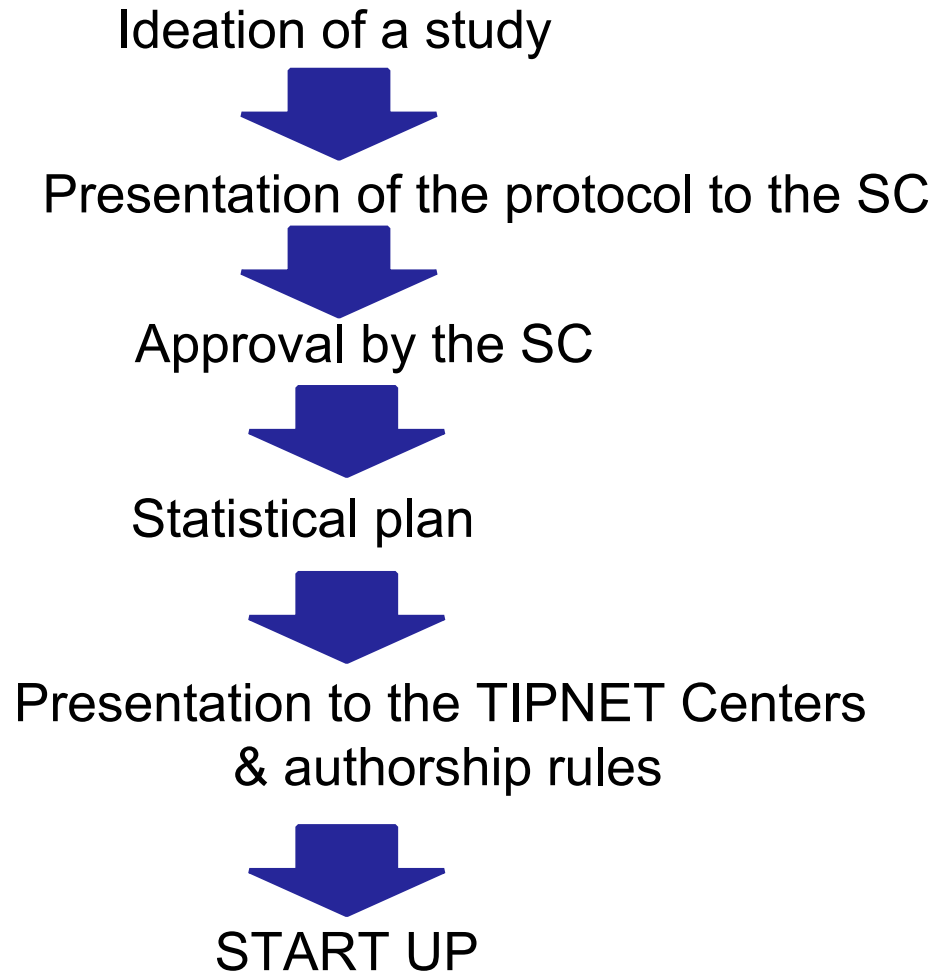 Ideation of a study
Presentation of the protocol to the SC
Approval by the SC
Statistical plan
Presentation to the TIPNET Centers
& authorship rules
START UP